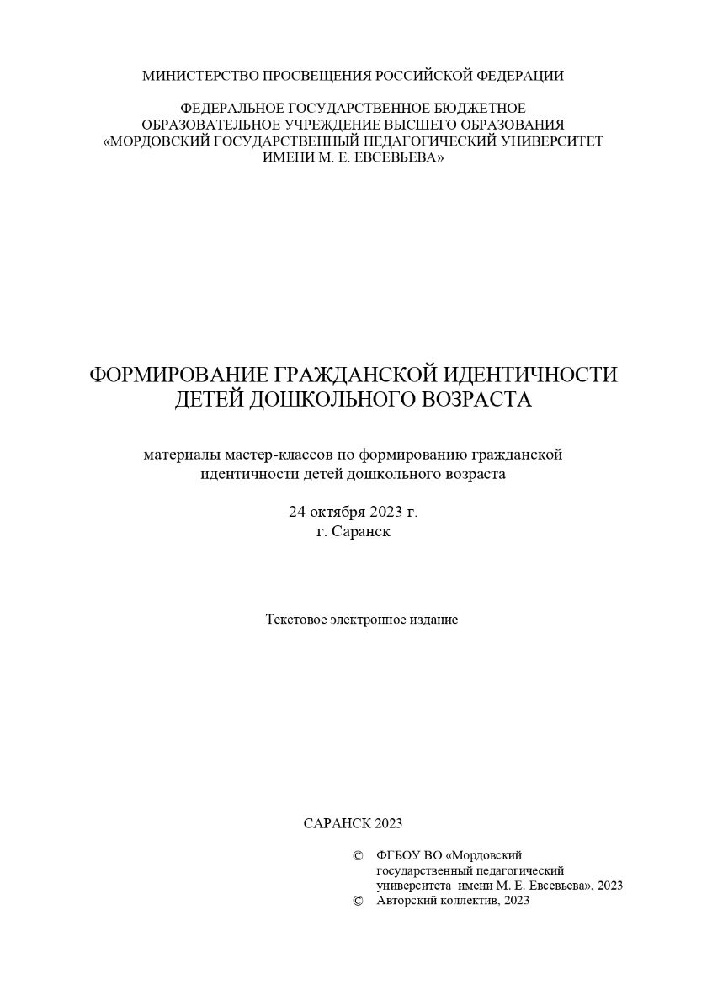 МИНИСТЕРСТВО ПРОСВЕЩЕНИЯ РОССИЙСКОЙ ФЕДЕРАЦИИ
ФЕДЕРАЛЬНОЕ ГОСУДАРСТВЕННОЕ БЮДЖЕТНОЕ
ОБРАЗОВАТЕЛЬНОЕ УЧРЕЖДЕНИЕ ВЫСШЕГО ОБРАЗОВАНИЯ
«МОРДОВСКИЙ ГОСУДАРСТВЕННЫЙ ПЕДАГОГИЧЕСКИЙ УНИВЕРСИТЕТ
ИМЕНИ М. Е. ЕВСЕВЬЕВА»
ФОРМИРОВАНИЕ ГРАЖДАНСКОЙ ИДЕНТИЧНОСТИ
ДЕТЕЙ ДОШКОЛЬНОГО ВОЗРАСТА
материалы мастер-классов по формированию гражданской
идентичности детей дошкольного возраста
24 октября 2023 г.
г. Саранск
Текстовое электронное издание
САРАНСК 2023
© ФГБОУ ВО «Мордовский
государственный педагогический
университета имени М. Е. Евсевьева», 2023
© Авторский коллектив, 2023